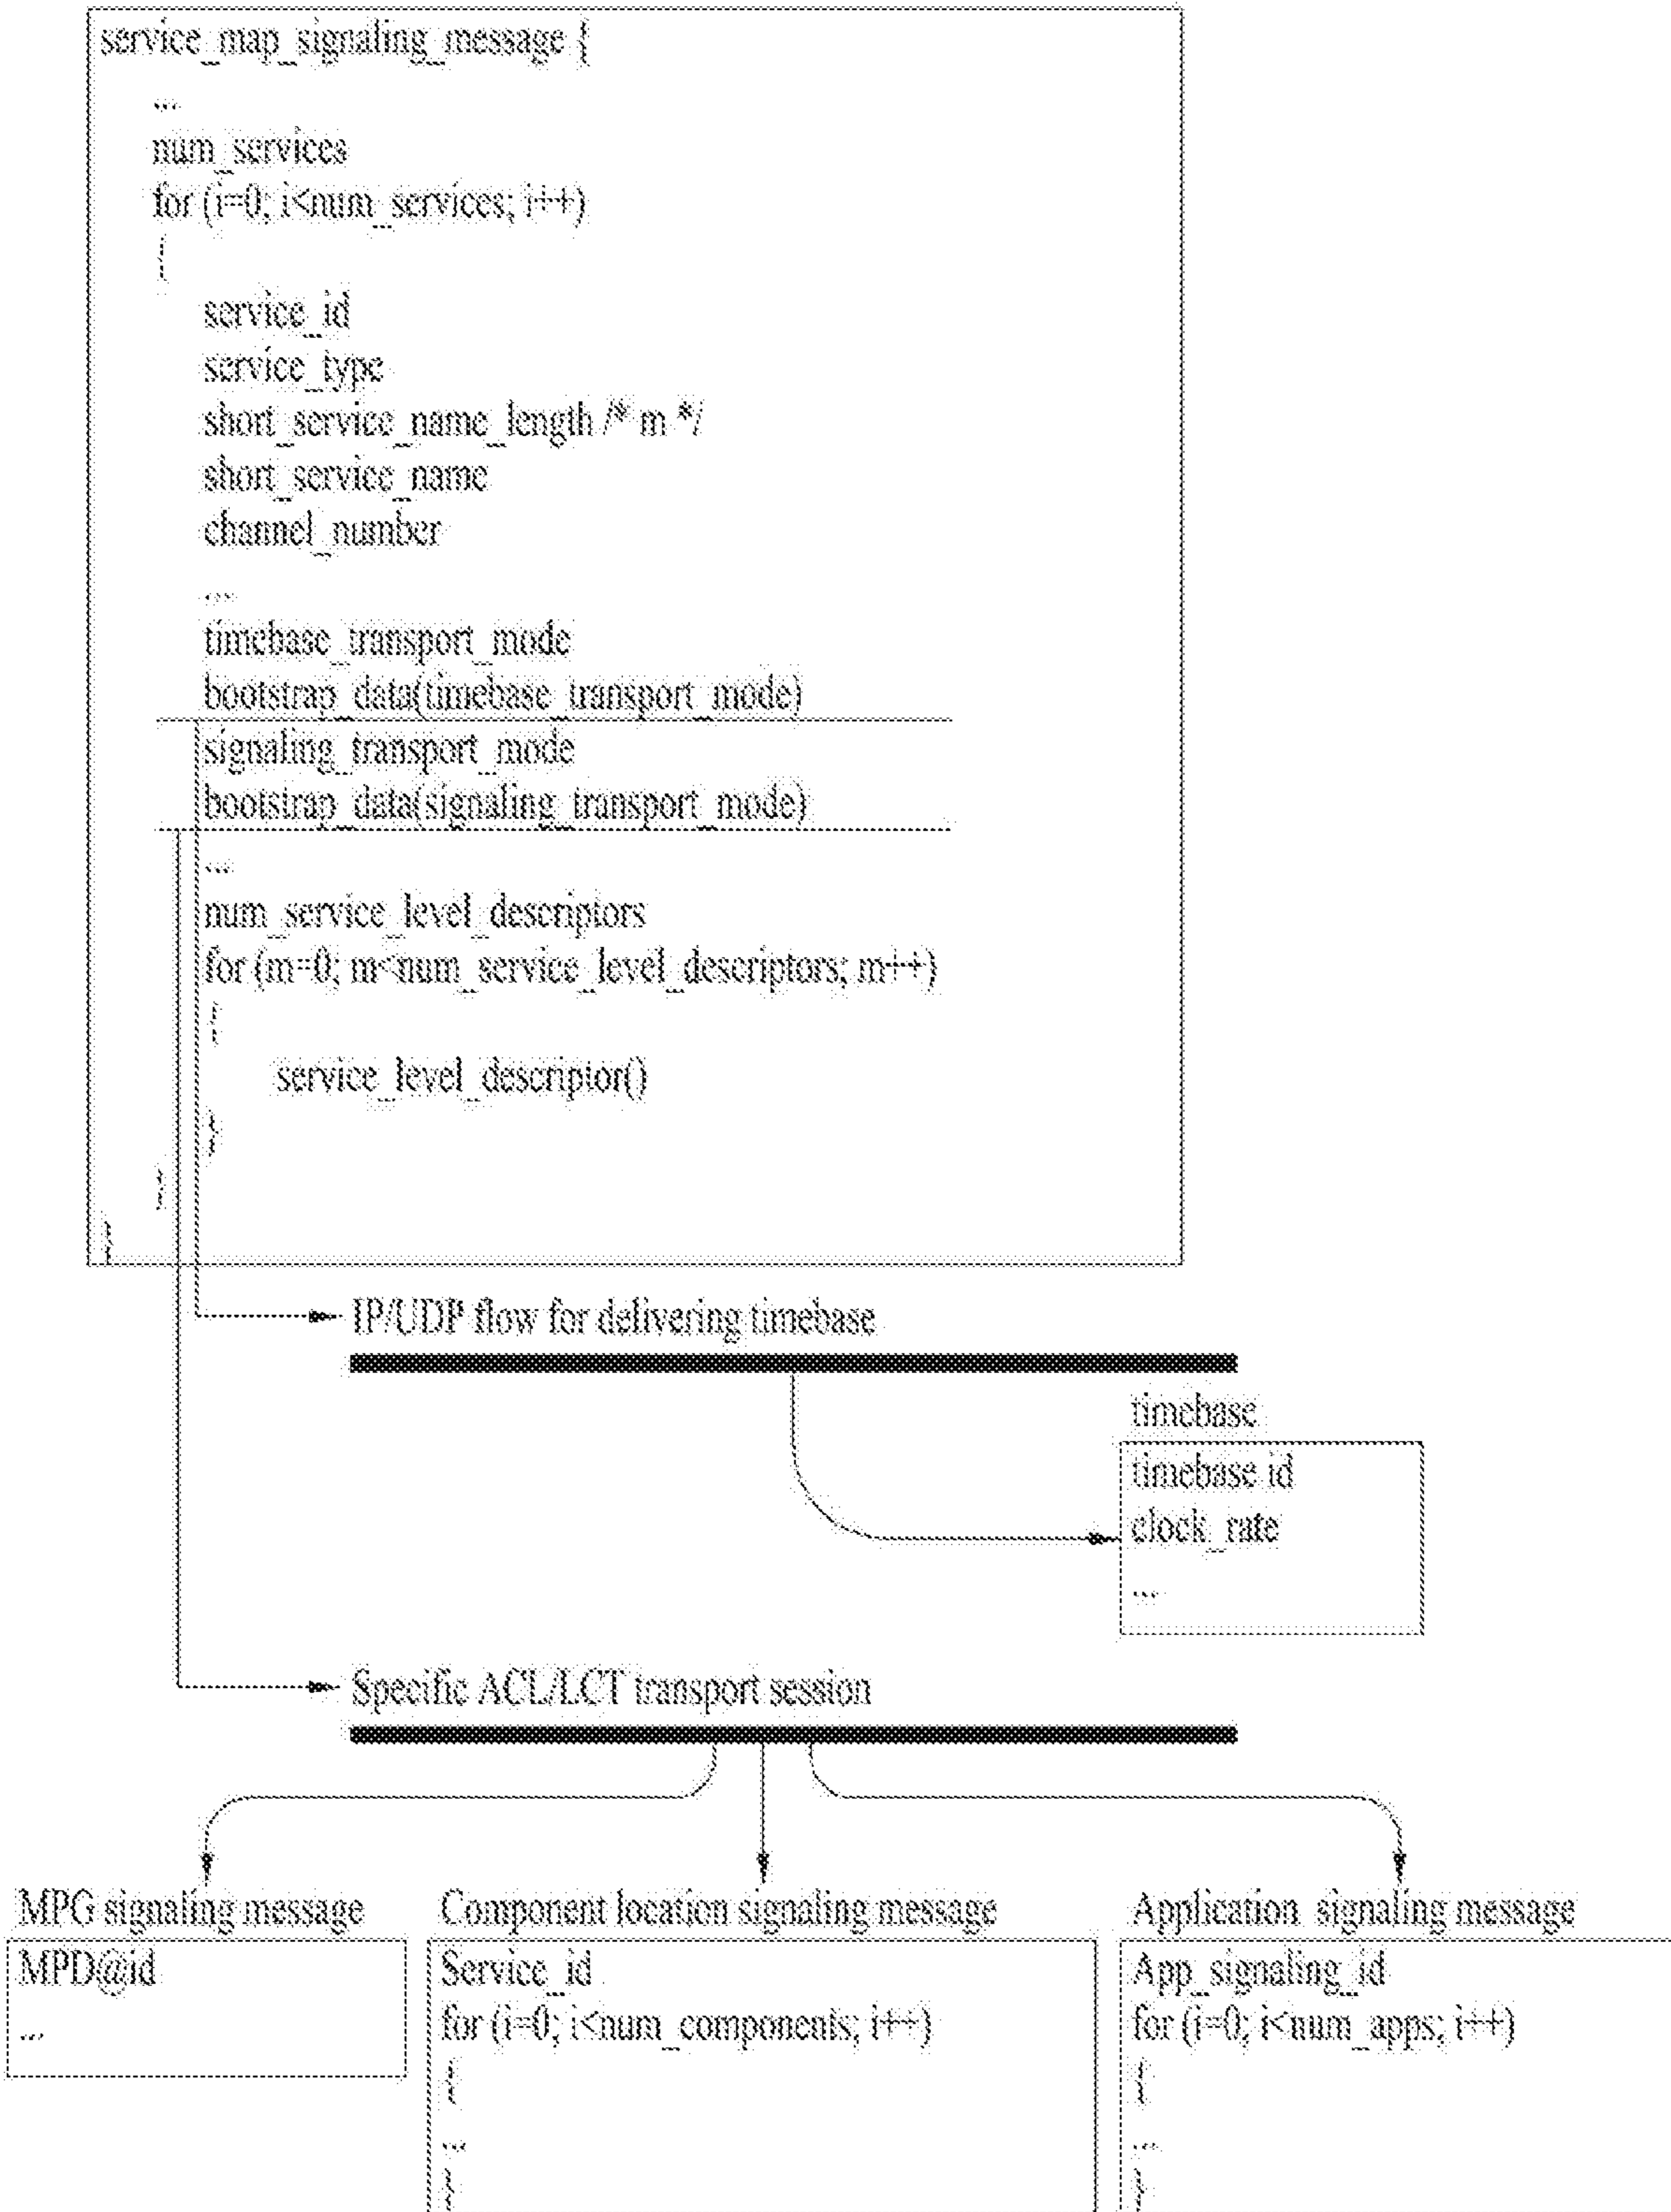 service_map_signaling_message {
...
num_services
for (i=0; i<num_services; i++)
{
service_id
service_type
short_service_name_length /* m */
short_service_name
channel_number
...
timebase_transport_mode
bootstrap_data(timebase_transport_mode)
signaling_transport_mode
bootstrap_data(signaling_transport_mode)
...
num_service_level_descriptors
for (m=0; m<num_service_level_descriptors; m++)
{
service_level_descriptor()
}
}
}
IP/UDP flow for delivering timebase
timebase
timebase id
clock_rate
...
Specific ACL/LCT transport session
MPG signaling message
MPD@id
...
Component location signaling message
Service_id
for (i=0; i<num_components; i++)
{
...
}
Application signaling message
App_signaling_id
for (i=0; i<num_apps; i++)
{
...
}